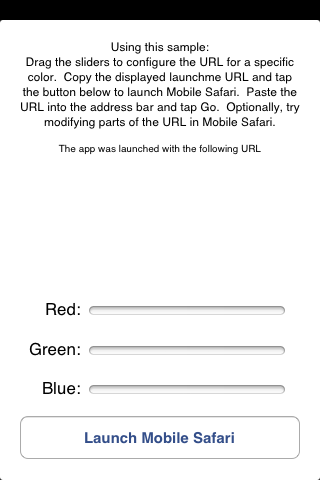 Using this sample:
Drag the sliders to configure the URL for a specific
color.  Copy the displayed launchme URL and tap
the button below to launch Mobile Safari.  Paste the
URL into the address bar and tap Go.  Optionally, try
modifying parts of the URL in Mobile Safari.
The app was launched with the following URL
Red:
Green:
Blue:
Launch Mobile Safari